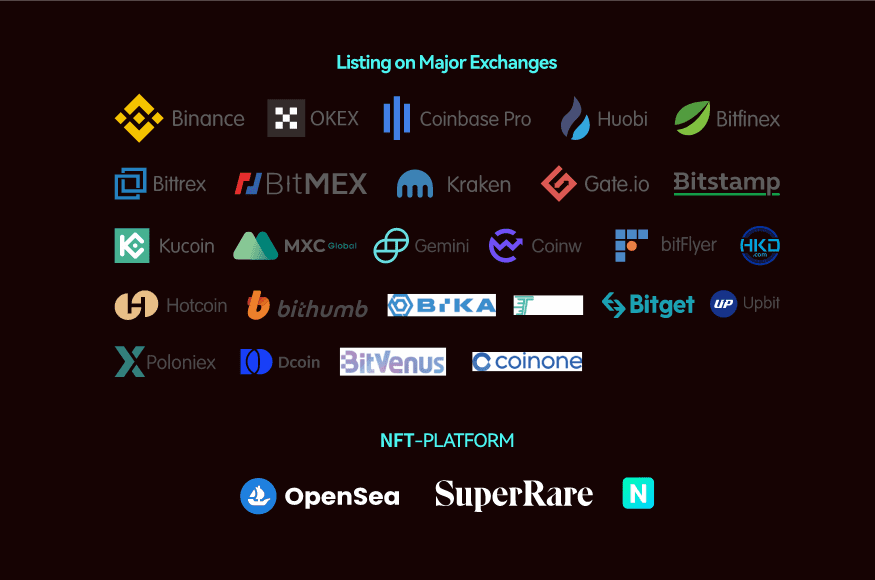 Listing on Major Exchanges
Binance OKEX Coinbase Pro Huobi Bitfinex
Bittrex BitMEX Kraken Gate.io Bitstamp
Kucoin MXC Global Gemini Coinw bitFlyer HKD .com
Hotcoin bithumb BIKA Bitget UP Upbit
Poloniex Dcoin BitVenus coinone
NFT-PLATFORM
OpenSea SuperRare N